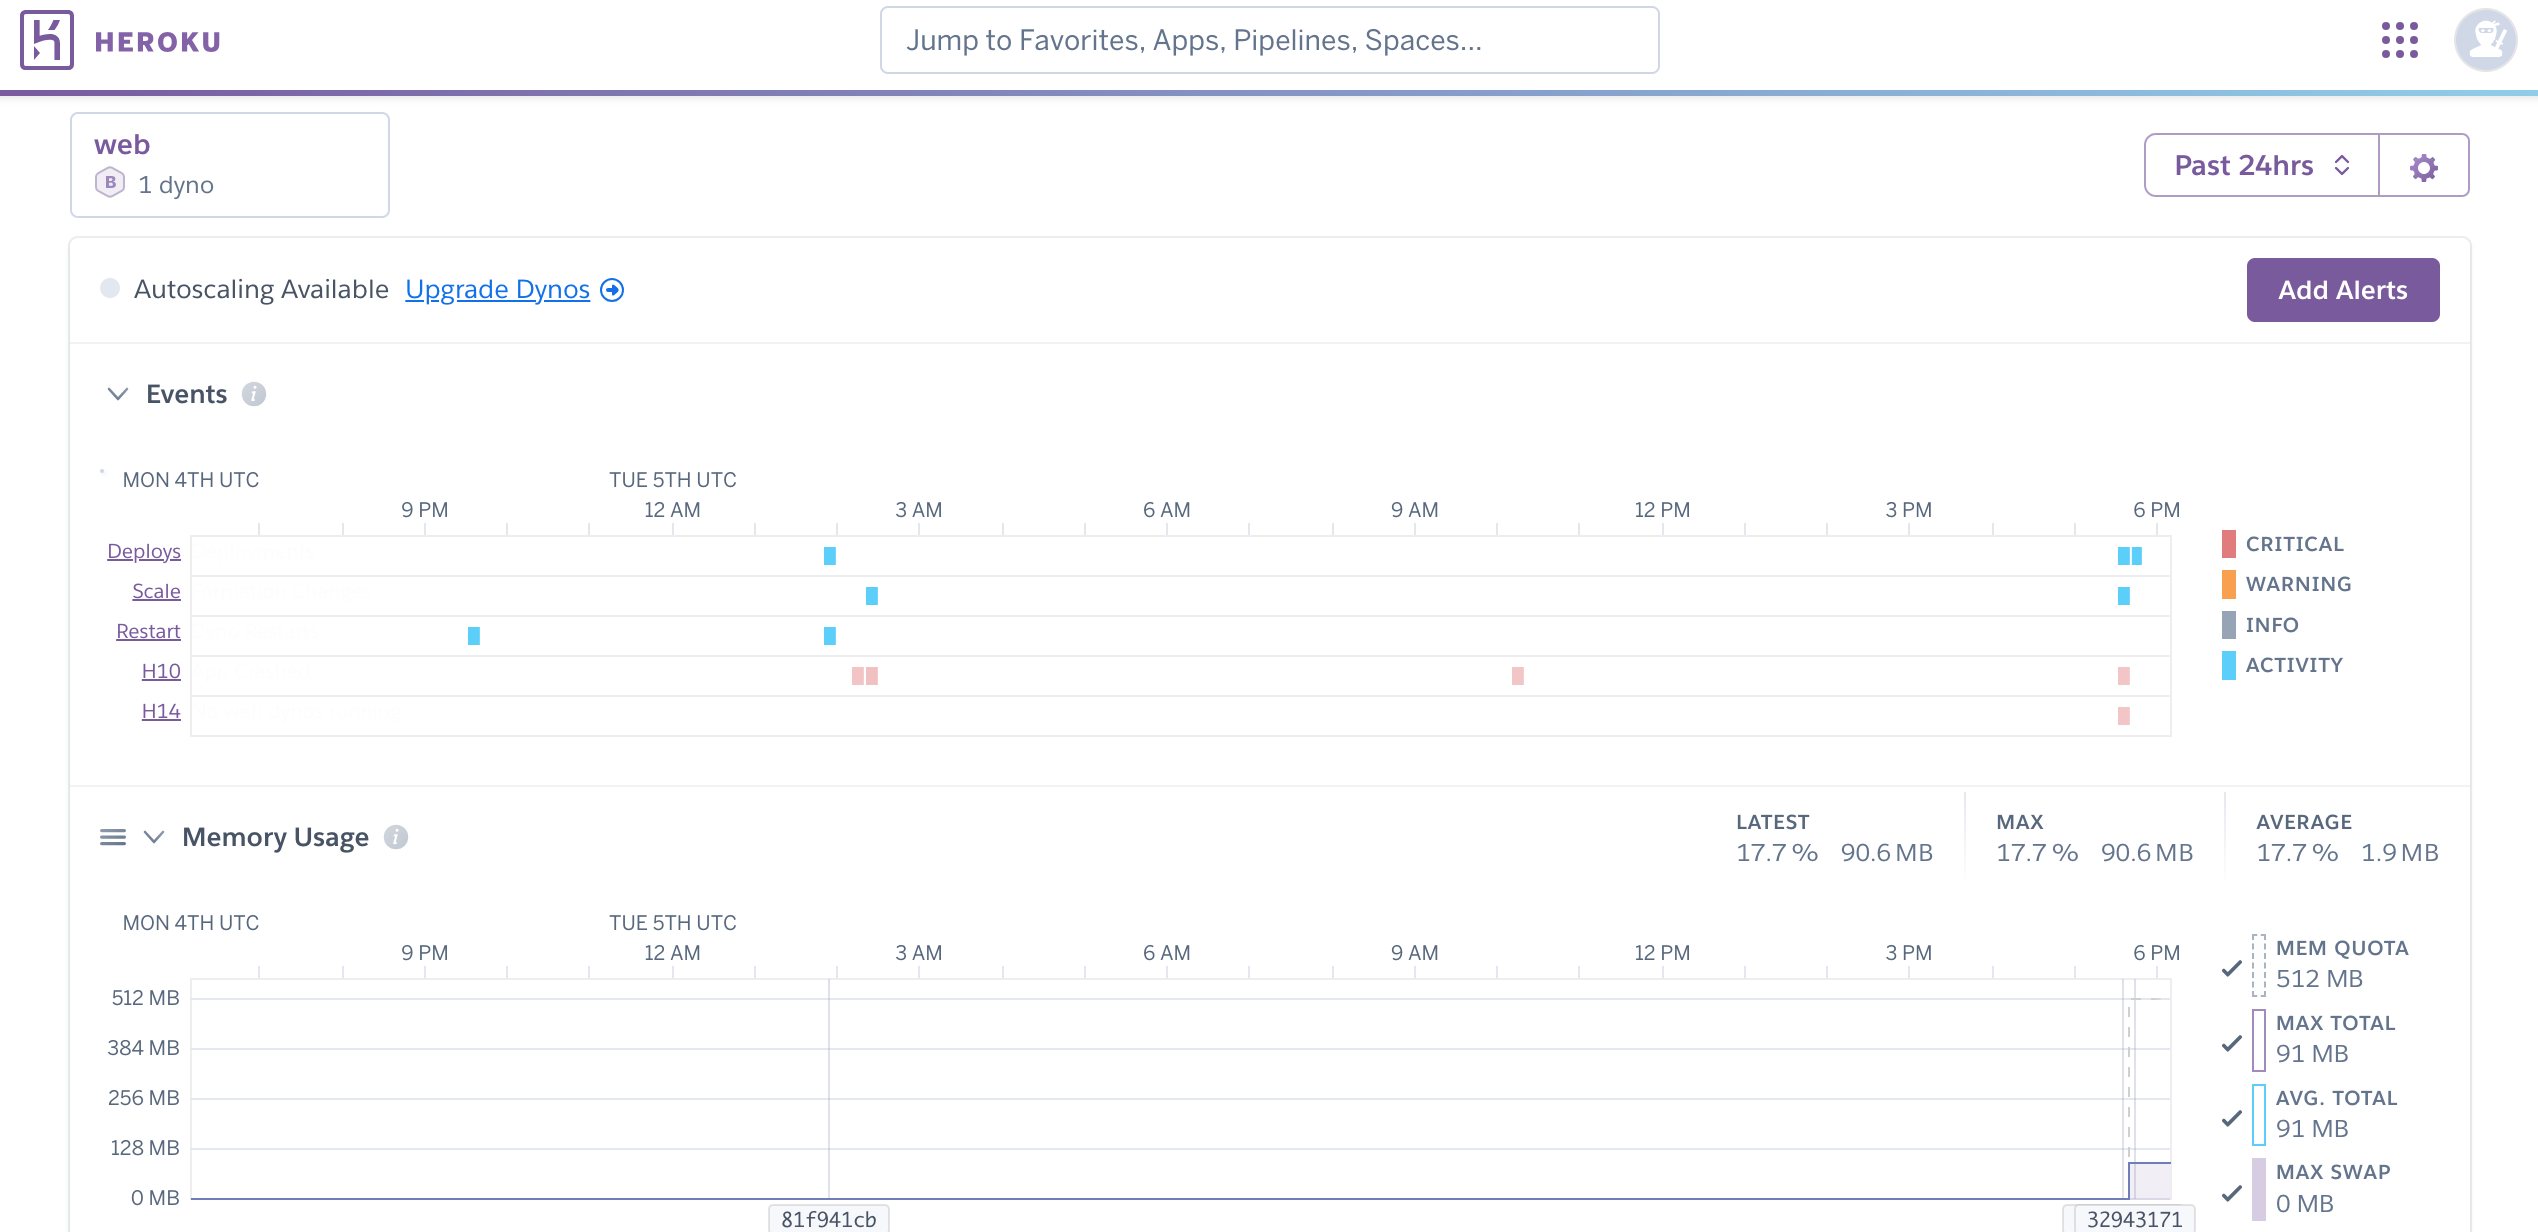 HEROKU
Jump to Favorites, Apps, Pipelines, Spaces...
web
B 1 dyno
Past 24hrs
Autoscaling Available Upgrade Dynos
Add Alerts
Events i
MON 4TH UTC TUE 5TH UTC
9 PM 12 AM 3 AM 6 AM 9 AM 12 PM 3 PM 6 PM
Deploys
Scale
Restart
H10
H14
CRITICAL
WARNING
INFO
ACTIVITY
Memory Usage i
LATEST
17.7 % 90.6 MB
MAX
17.7 % 90.6 MB
AVERAGE
17.7 % 1.9 MB
MON 4TH UTC TUE 5TH UTC
9 PM 12 AM 3 AM 6 AM 9 AM 12 PM 3 PM 6 PM
512 MB
384 MB
256 MB
128 MB
0 MB
81f941cb
32943171
MEM QUOTA
512 MB
MAX TOTAL
91 MB
AVG. TOTAL
91 MB
MAX SWAP
0 MB